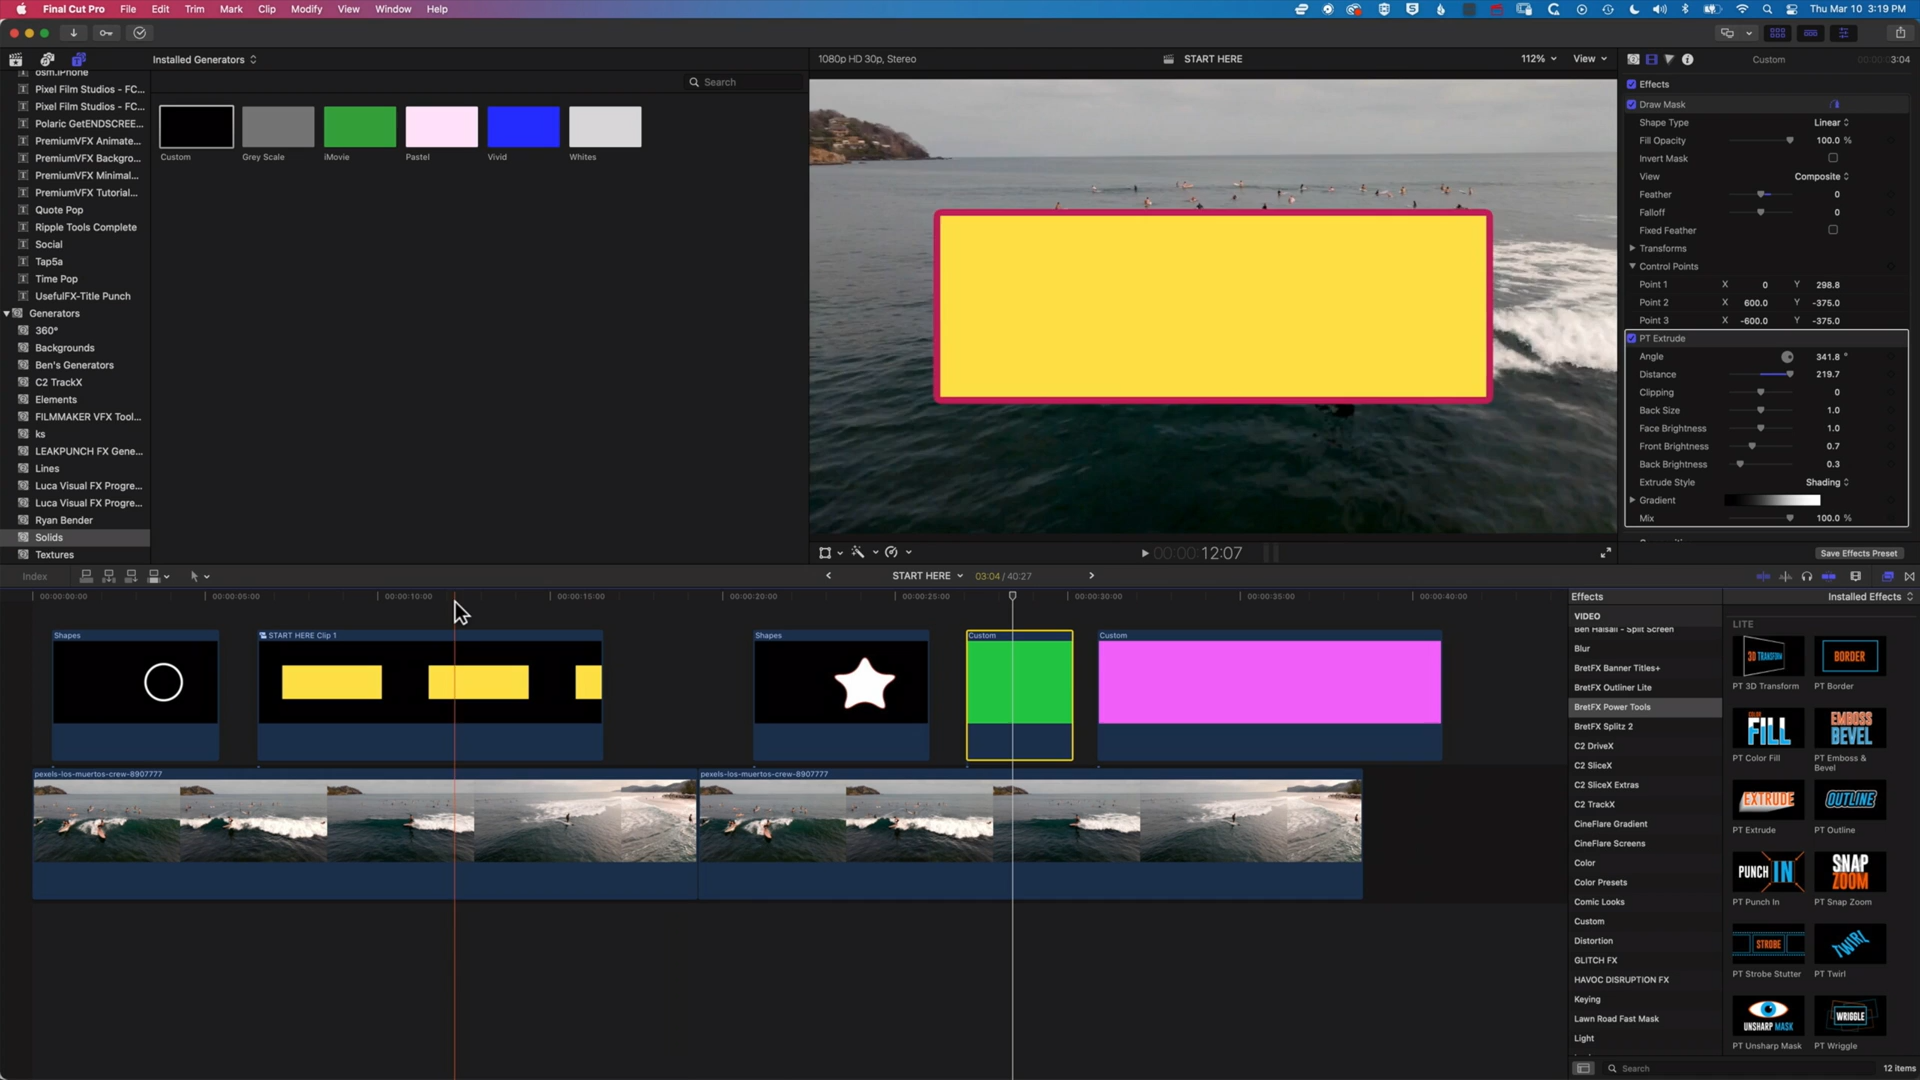 Final Cut Pro File Edit Trim Mark Clip Modify View Window Help
Thu Mar 10 3:19 PM
Installed Generators
1080p HD 30p, Stereo
START HERE
112%
View
Custom
3:04
Search
osm.iPhone
Pixel Film Studios - FC...
Pixel Film Studios - FC...
Polaric GetENDSCREE...
PremiumVFX Animate...
PremiumVFX Backgro...
PremiumVFX Minimal...
PremiumVFX Tutorial...
Quote Pop
Ripple Tools Complete
Social
Tap5a
Time Pop
UsefulFX-Title Punch
Generators
360°
Backgrounds
Ben's Generators
C2 TrackX
Elements
FILMMAKER VFX Tool...
ks
LEAKPUNCH FX Gene...
Lines
Luca Visual FX Progre...
Luca Visual FX Progre...
Ryan Bender
Solids
Textures
Custom
Grey Scale
iMovie
Pastel
Vivid
Whites
Effects
Draw Mask
Shape Type Linear
Fill Opacity 100.0 %
Invert Mask
View Composite
Feather 0
Falloff 0
Fixed Feather
Transforms
Control Points
Point 1 X 0 Y 298.8
Point 2 X 600.0 Y -375.0
Point 3 X -600.0 Y -375.0
PT Extrude
Angle 341.8 °
Distance 219.7
Clipping 0
Back Size 1.0
Face Brightness 1.0
Front Brightness 0.7
Back Brightness 0.3
Extrude Style Shading
Gradient
Mix 100.0 %
Save Effects Preset
00:00:12:07
Index
START HERE
03:04 / 40:27
00:00:00:00
00:00:05:00
00:00:10:00
00:00:15:00
00:00:20:00
00:00:25:00
00:00:30:00
00:00:35:00
00:00:40:00
Shapes
START HERE Clip 1
Shapes
Custom
Custom
pexels-los-muertos-crew-8907777
pexels-los-muertos-crew-8907777
Effects
Installed Effects
VIDEO
Ben Halsall - Split Screen
Blur
BretFX Banner Titles+
BretFX Outliner Lite
BretFX Power Tools
BretFX Splitz 2
C2 DriveX
C2 SliceX
C2 SliceX Extras
C2 TrackX
CineFlare Gradient
CineFlare Screens
Color
Color Presets
Comic Looks
Custom
Distortion
GLITCH FX
HAVOC DISRUPTION FX
Keying
Lawn Road Fast Mask
Light
LITE
3D TRANSFORM
PT 3D Transform
BORDER
PT Border
COLOR
FILL
PT Color Fill
EMBOSS
BEVEL
PT Emboss & Bevel
EXTRUDE
PT Extrude
OUTLINE
PT Outline
PUNCH IN
PT Punch In
SNAP
ZOOM
PT Snap Zoom
STROBE
PT Strobe Stutter
TWIRL
PT Twirl
UNSHARP MASK
PT Unsharp Mask
WRIGGLE
PT Wriggle
Search
12 items